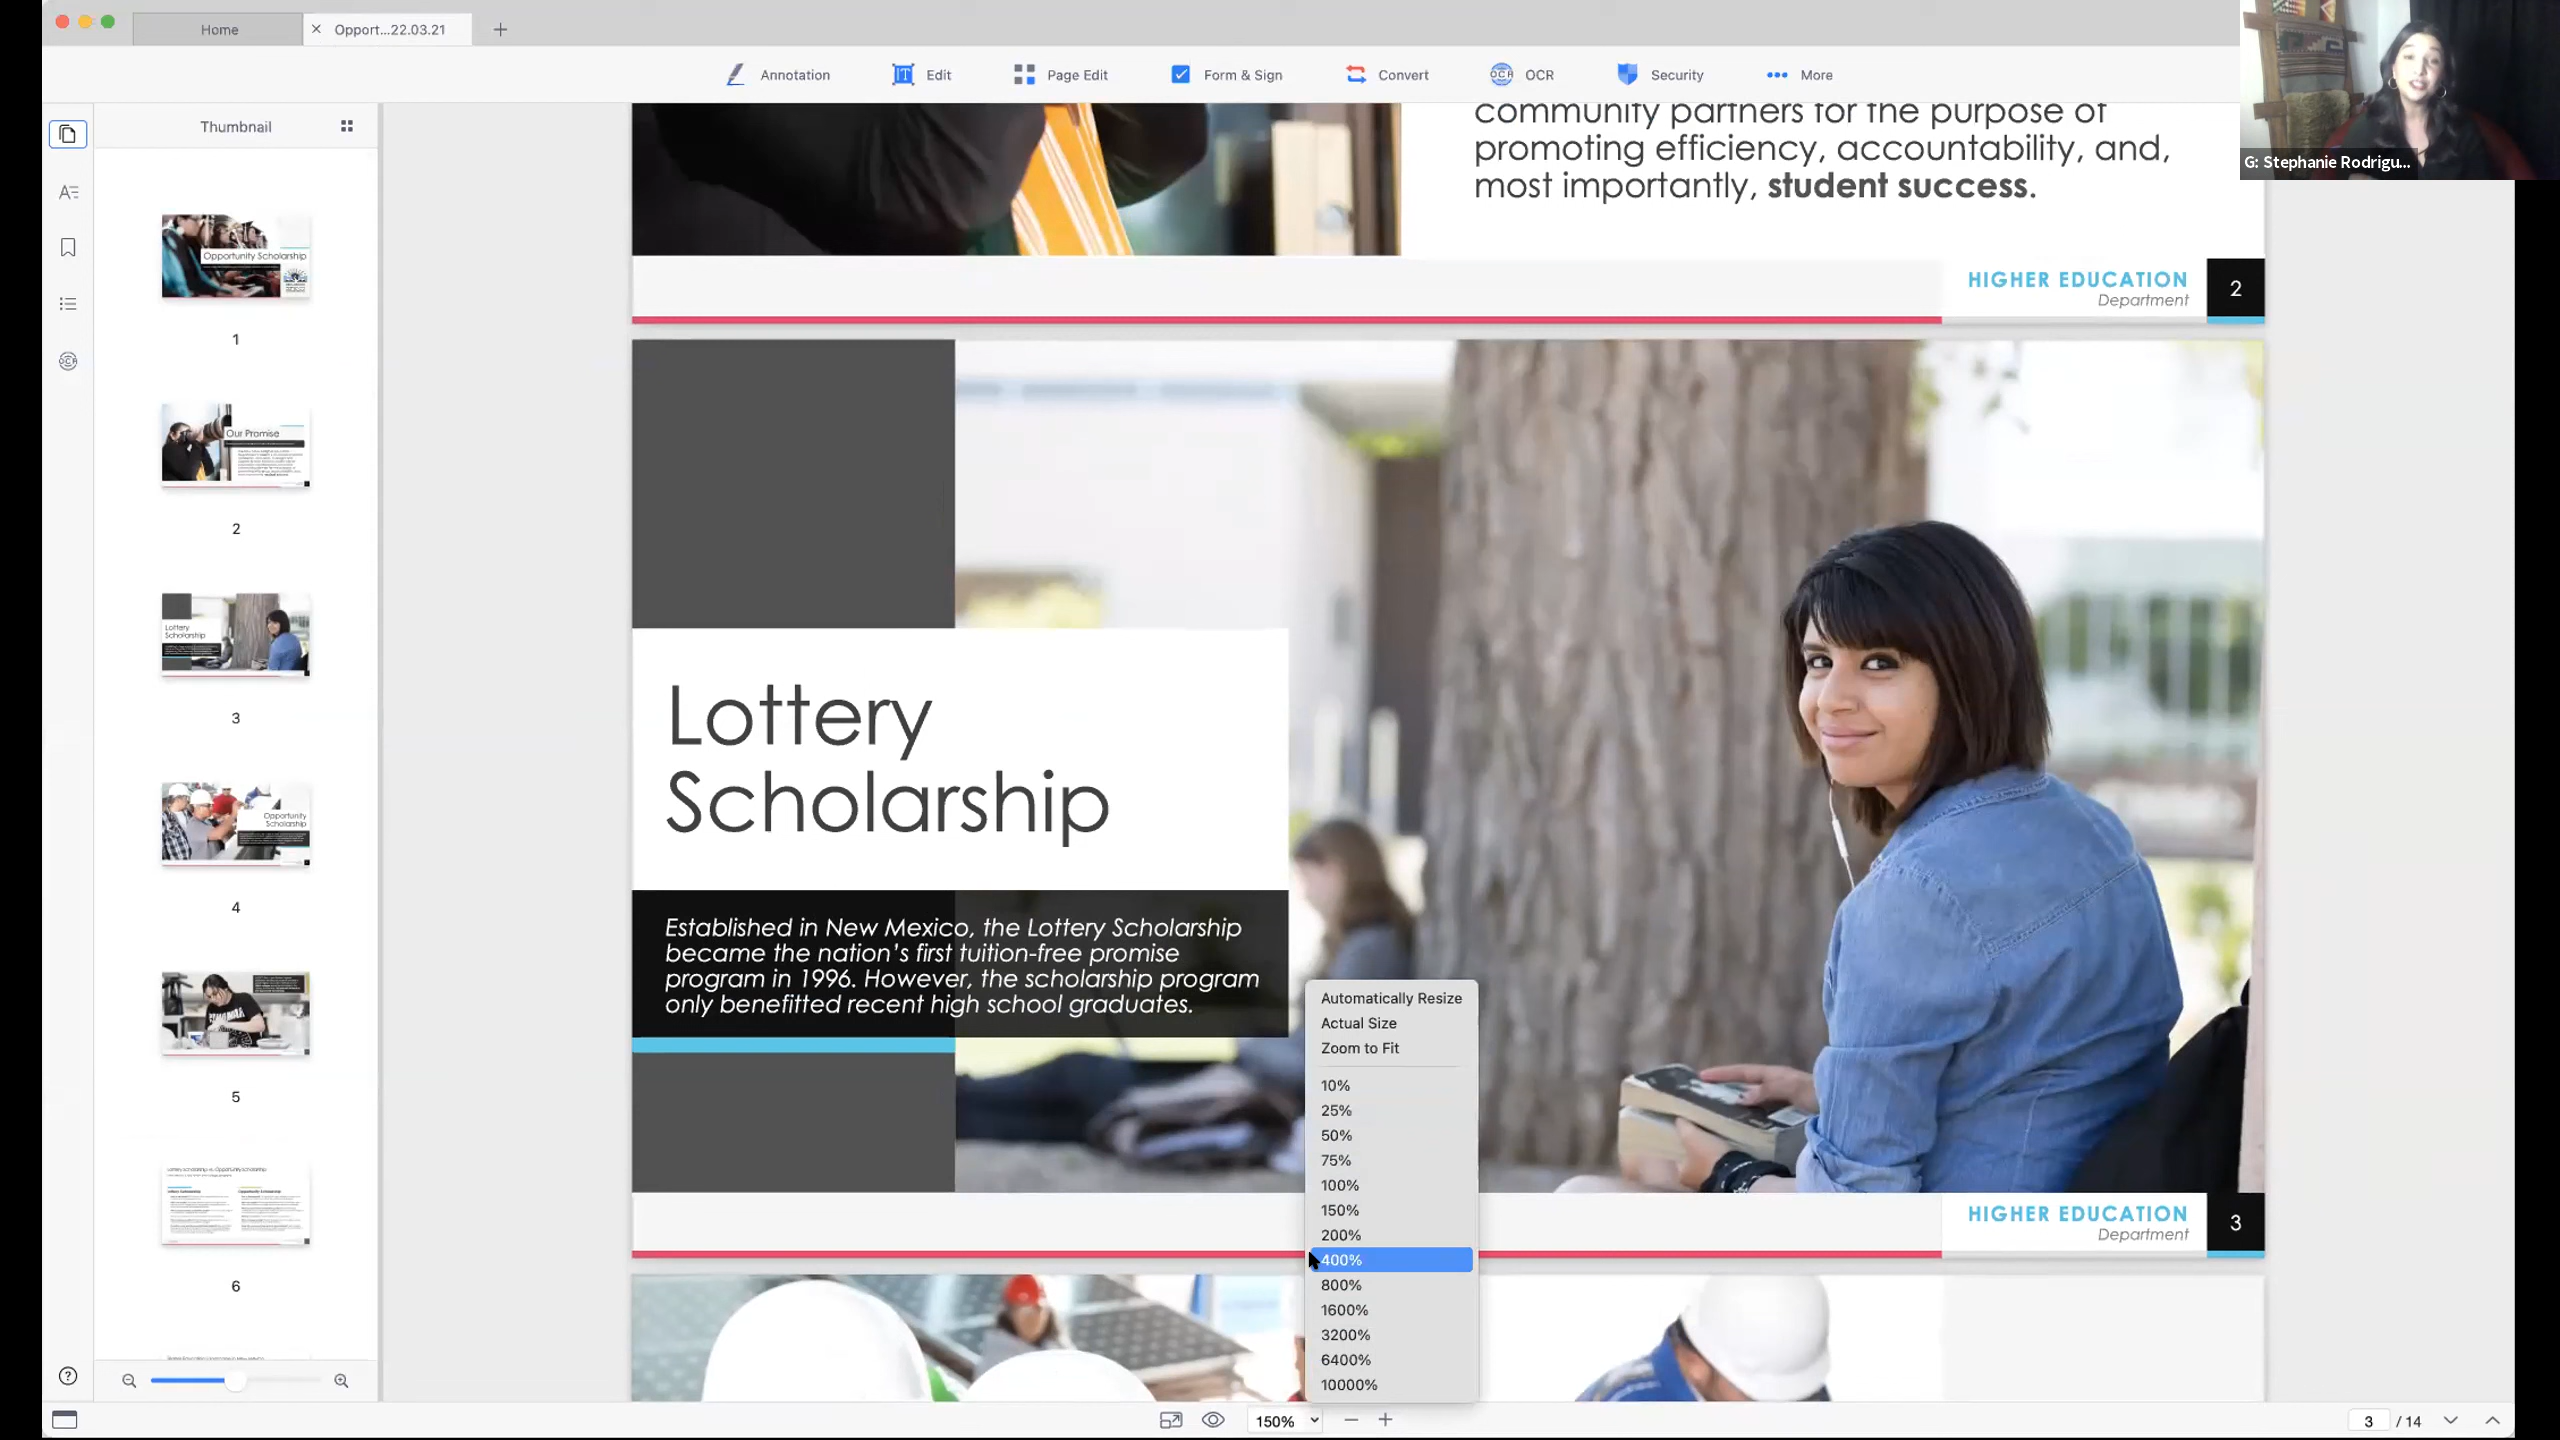 Home
Opport...22.03.21
Annotation
Edit
Page Edit
Form & Sign
Convert
OCR
Security
More
G: Stephanie Rodrigu...
Thumbnail
Opportunity Scholarship
1
Our Promise
2
Lottery
Scholarship
3
Opportunity
Scholarship
4
5
6
community partners for the purpose of
promoting efficiency, accountability, and,
most importantly, student success.
HIGHER EDUCATION
Department
2
Lottery
Scholarship
Established in New Mexico, the Lottery Scholarship
became the nation's first tuition-free promise
program in 1996. However, the scholarship program
only benefitted recent high school graduates.
HIGHER EDUCATION
Department
3
Automatically Resize
Actual Size
Zoom to Fit
10%
25%
50%
75%
100%
150%
200%
400%
800%
1600%
3200%
6400%
10000%
150%
3 / 14